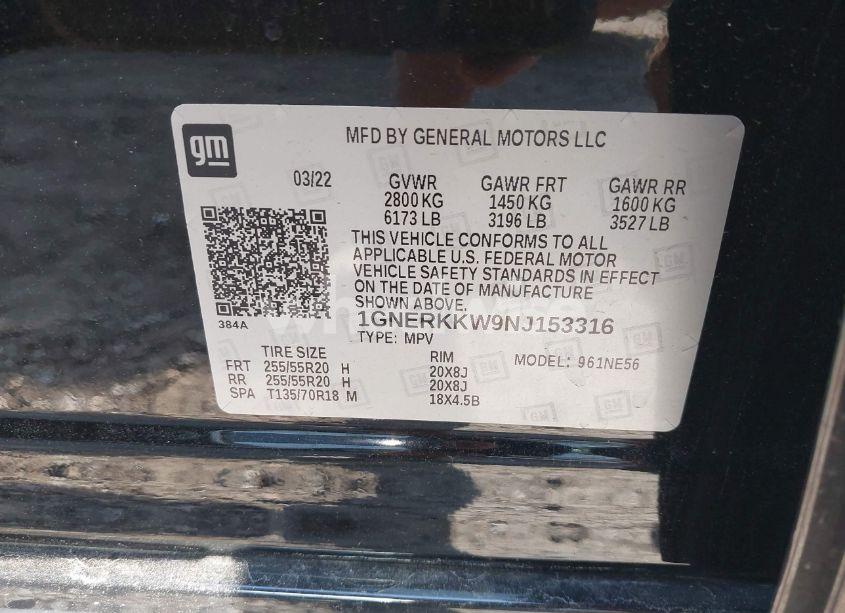 gm
MFD BY GENERAL MOTORS LLC
03/22 GVWR GAWR FRT GAWR RR
2800 KG 1450 KG 1600 KG
6173 LB 3196 LB 3527 LB
THIS VEHICLE CONFORMS TO ALL
APPLICABLE U.S. FEDERAL MOTOR
VEHICLE SAFETY STANDARDS IN EFFECT
ON THE DATE OF MANUFACTURE
SHOWN ABOVE.
384A
1GNERKKW9NJ153316
TYPE: MPV
TIRE SIZE RIM MODEL: 961NE56
FRT 255/55R20 H 20X8J
RR 255/55R20 H 20X8J
SPA T135/70R18 M 18X4.5B